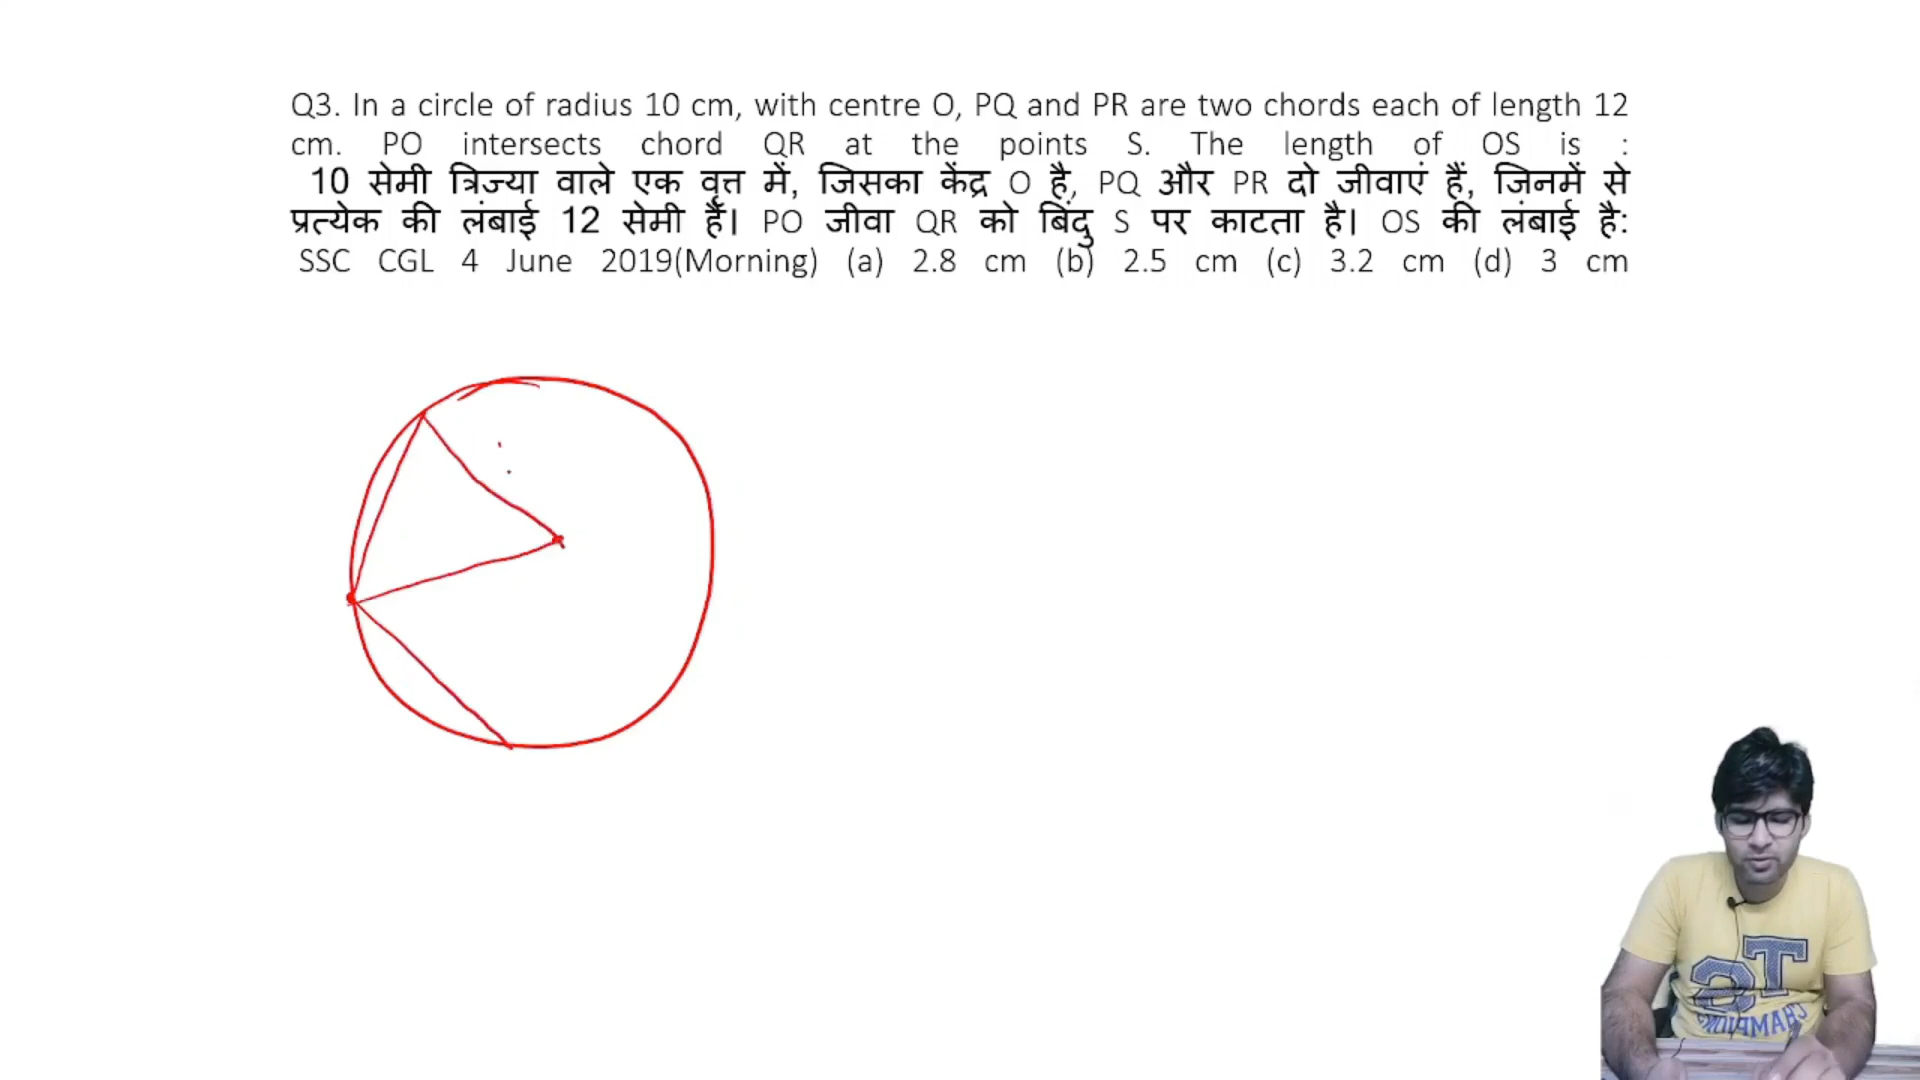 Q3. In a circle of radius 10 cm, with centre O, PQ and PR are two chords each of length 12
cm. PO intersects chord QR at the points S. The length of OS is :
10 सेमी त्रिज्या वाले एक वृत्त में, जिसका केंद्र O है, PQ और PR दो जीवाएं हैं, जिनमें से
प्रत्येक की लंबाई 12 सेमी हैं। PO जीवा QR को बिंदु S पर काटता है। OS की लंबाई है:
SSC CGL 4 June 2019(Morning) (a) 2.8 cm (b) 2.5 cm (c) 3.2 cm (d) 3 cm